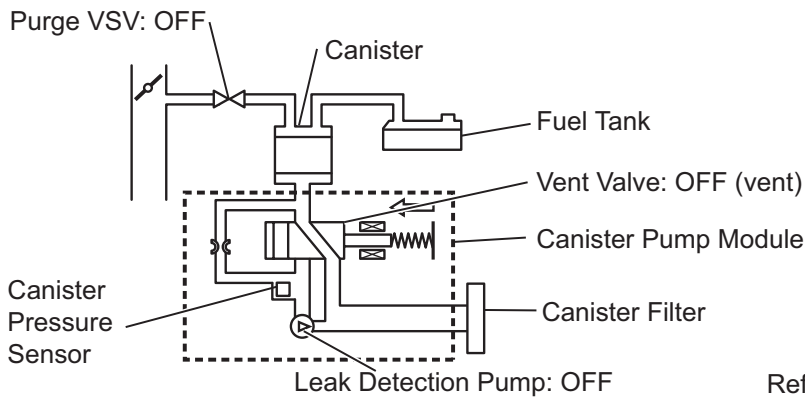 Purge VSV: OFF
Canister
Fuel Tank
Vent Valve: OFF (vent)
Canister Pump Module
Canister
Pressure
Sensor
Canister Filter
Leak Detection Pump: OFF
Ref